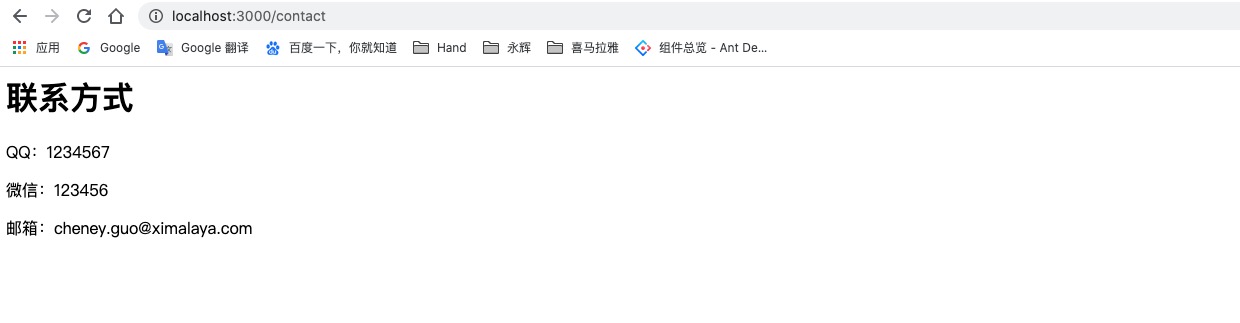 localhost:3000/contact
应用 Google Google 翻译 百度一下，你就知道 Hand 永辉 喜马拉雅 组件总览 - Ant De...
联系方式
QQ：1234567
微信：123456
邮箱：cheney.guo@ximalaya.com